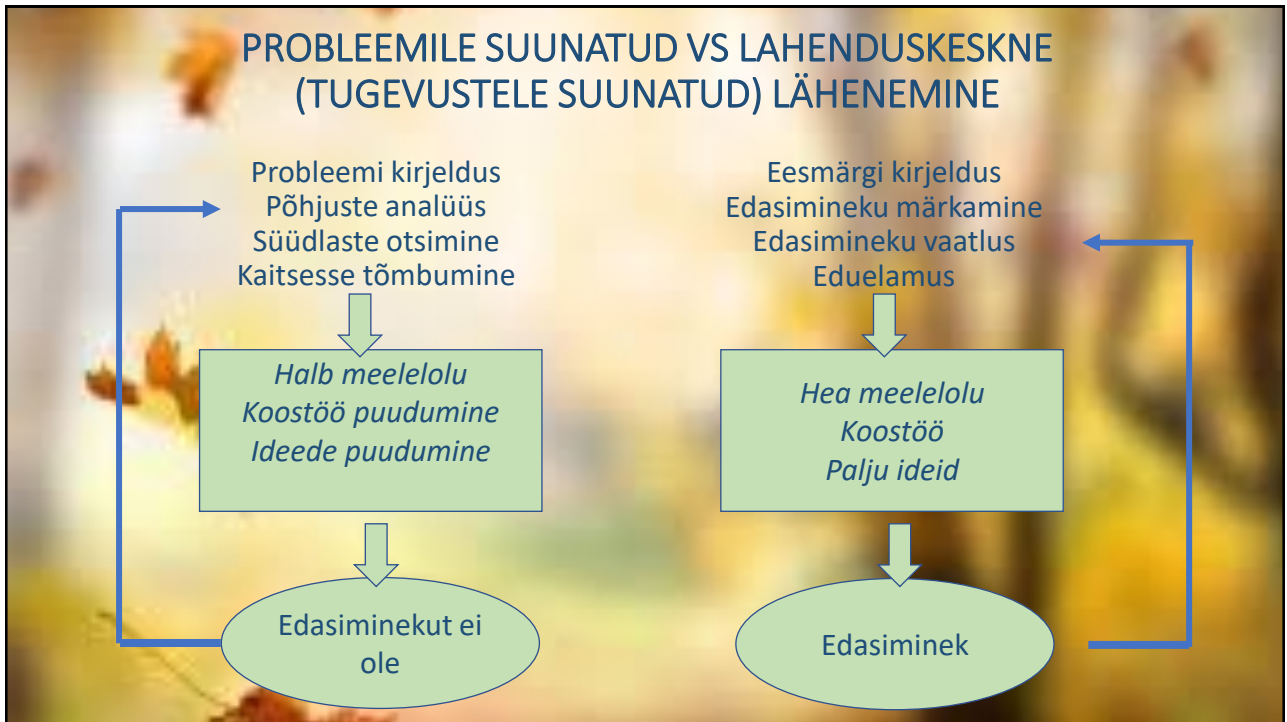 PROBLEEMILE SUUNATUD VS LAHENDUSKESKNE
(TUGEVUSTELE SUUNATUD) LÄHENEMINE
Probleemi kirjeldus
Põhjuste analüüs
Süüdlaste otsimine
Kaitsesse tõmbumine
Halb meelelolu
Koostöö puudumine
Ideede puudumine
Edasiminekut ei
ole
Eesmärgi kirjeldus
Edasimineku märkamine
Edasimineku vaatlus
Eduelamus
Hea meelelolu
Koostöö
Palju ideid
Edasiminek